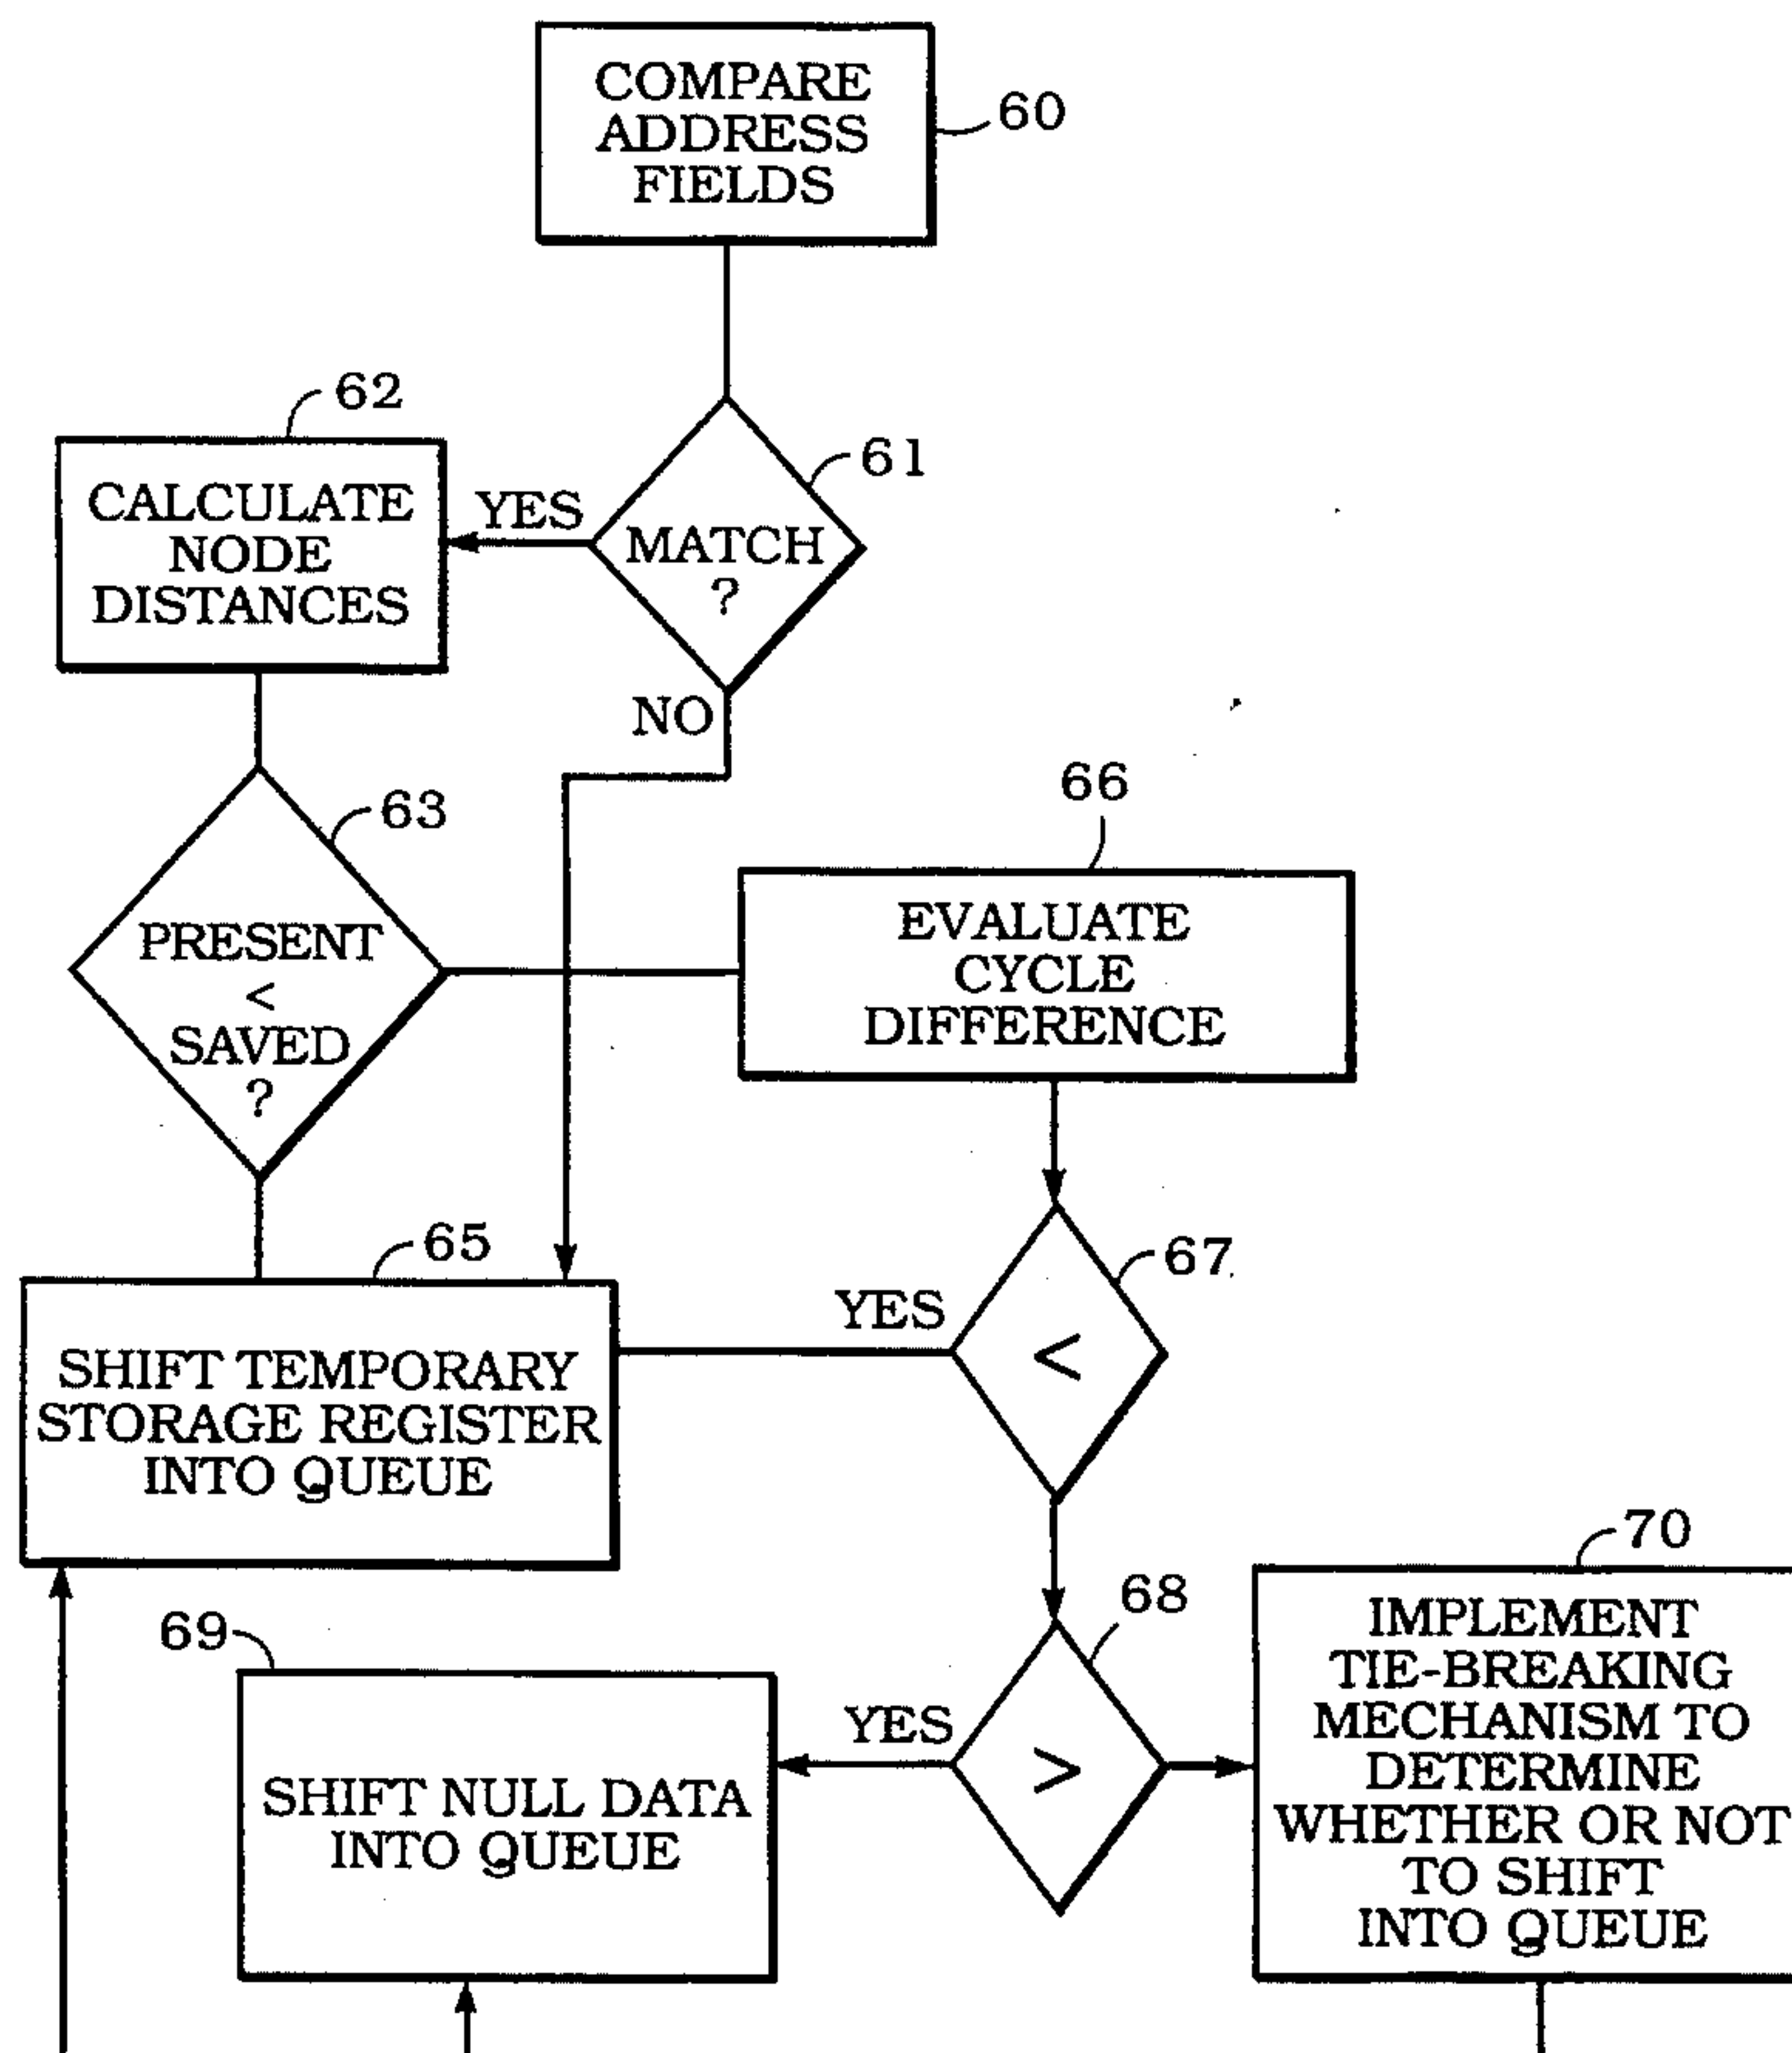 COMPARE
ADDRESS
FIELDS
60
61
MATCH
?
YES
NO
62
CALCULATE
NODE
DISTANCES
63
PRESENT
<
SAVED
?
66
EVALUATE
CYCLE
DIFFERENCE
65
SHIFT TEMPORARY
STORAGE REGISTER
INTO QUEUE
67
<
YES
68
>
YES
69
SHIFT NULL DATA
INTO QUEUE
70
IMPLEMENT
TIE-BREAKING
MECHANISM TO
DETERMINE
WHETHER OR NOT
TO SHIFT
INTO QUEUE